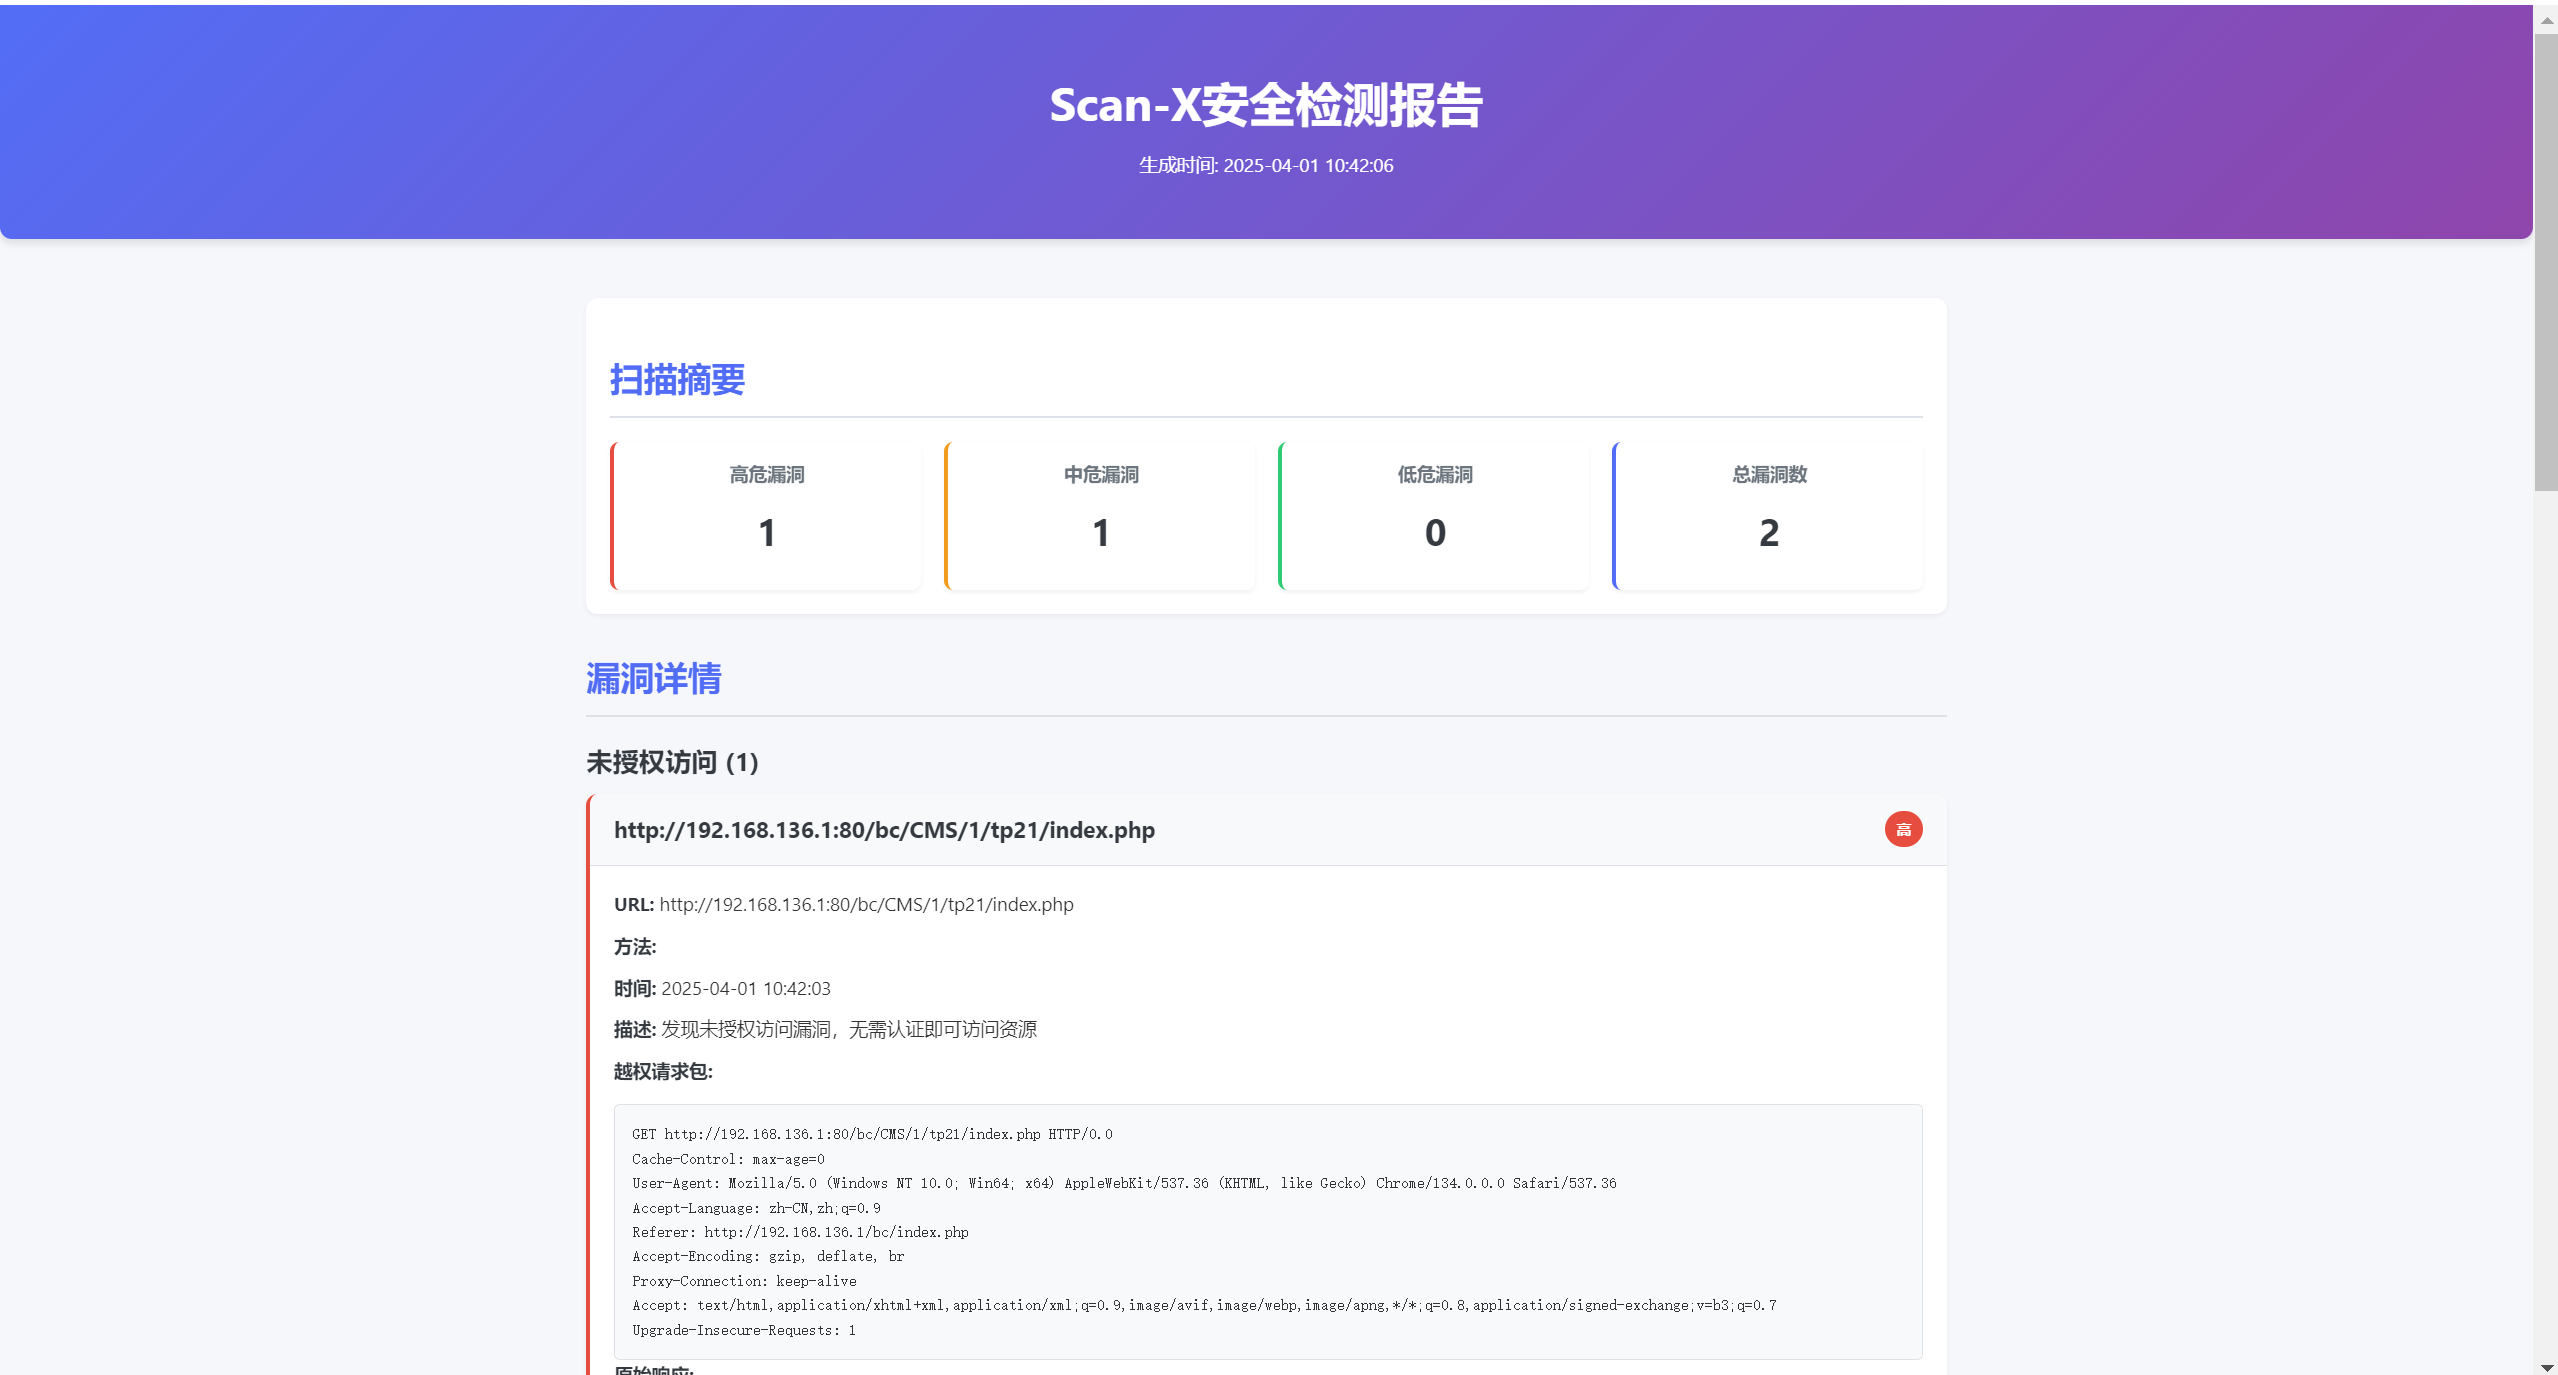 Scan-X安全检测报告
生成时间: 2025-04-01 10:42:06
扫描摘要
高危漏洞
1
中危漏洞
1
低危漏洞
0
总漏洞数
2
漏洞详情
未授权访问 (1)
http://192.168.136.1:80/bc/CMS/1/tp21/index.php
高
URL: http://192.168.136.1:80/bc/CMS/1/tp21/index.php
方法:
时间: 2025-04-01 10:42:03
描述: 发现未授权访问漏洞，无需认证即可访问资源
越权请求包:
GET http://192.168.136.1:80/bc/CMS/1/tp21/index.php HTTP/0.0
Cache-Control: max-age=0
User-Agent: Mozilla/5.0 (Windows NT 10.0; Win64; x64) AppleWebKit/537.36 (KHTML, like Gecko) Chrome/134.0.0.0 Safari/537.36
Accept-Language: zh-CN,zh;q=0.9
Referer: http://192.168.136.1/bc/index.php
Accept-Encoding: gzip, deflate, br
Proxy-Connection: keep-alive
Accept: text/html,application/xhtml+xml,application/xml;q=0.9,image/avif,image/webp,image/apng,*/*;q=0.8,application/signed-exchange;v=b3;q=0.7
Upgrade-Insecure-Requests: 1
原始响应: